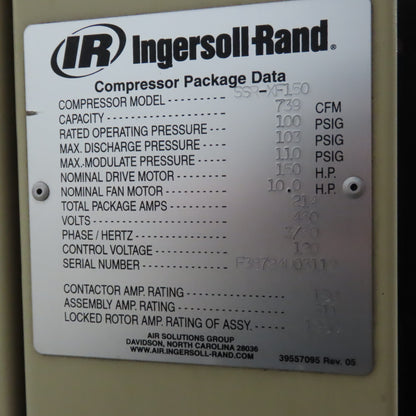 IR Ingersoll-Rand®
Compressor Package Data
COMPRESSOR MODEL -------- SSR-XF150
CAPACITY ---------------- 739 CFM
RATED OPERATING PRESSURE - 100 PSIG
MAX. DISCHARGE PRESSURE --- 103 PSIG
MAX.-MODULATE PRESSURE ---- 110 PSIG
NOMINAL DRIVE MOTOR ------- 150 H.P.
NOMINAL FAN MOTOR -------- 10.0 H.P.
TOTAL PACKAGE AMPS --------
VOLTS --------------------
PHASE / HERTZ -------------
CONTROL VOLTAGE -----------
SERIAL NUMBER -----------
CONTACTOR AMP. RATING --------
ASSEMBLY AMP. RATING ---------
LOCKED ROTOR AMP. RATING OF ASSY. ---
AIR SOLUTIONS GROUP
DAVIDSON, NORTH CAROLINA 28036
WWW.AIR.INGERSOLL-RAND.COM
39557095 Rev. 05